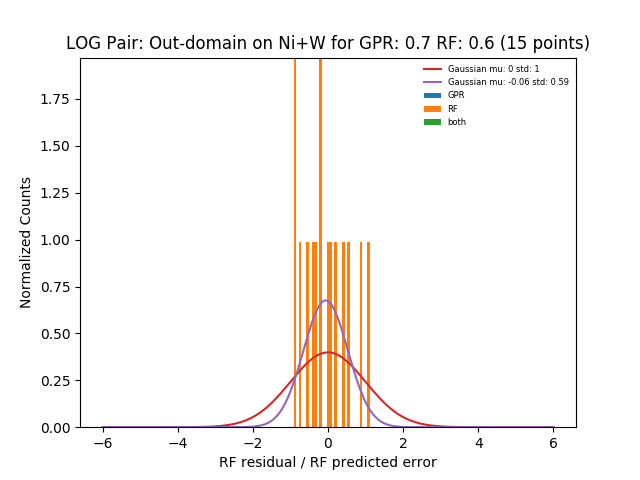 LOG Pair: Out-domain on Ni+W for GPR: 0.7 RF: 0.6 (15 points)
Gaussian mu: 0 std: 1
Gaussian mu: -0.06 std: 0.59
GPR
RF
both
Normalized Counts
1.75
1.50
1.25
1.00
0.75
0.50
0.25
0.00
−6
−4
−2
0
2
4
6
RF residual / RF predicted error